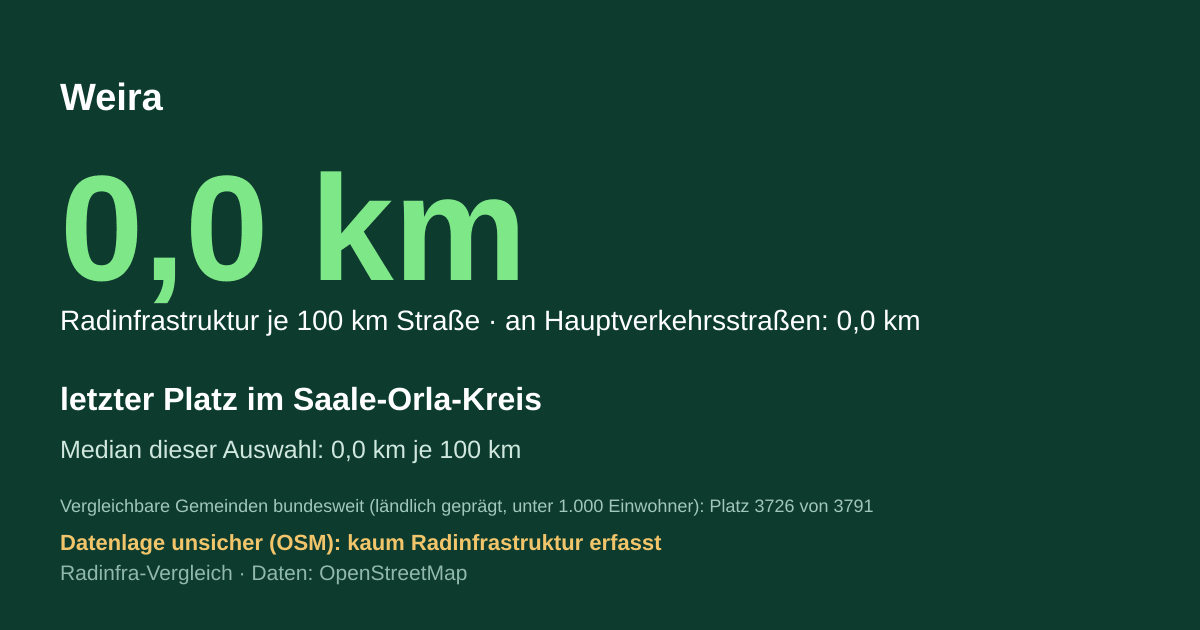 Weira
0,0 km
Radinfrastruktur je 100 km Straße · an Hauptverkehrsstraßen: 0,0 km
letzter Platz im Saale-Orla-Kreis
Median dieser Auswahl: 0,0 km je 100 km
Vergleichbare Gemeinden bundesweit (ländlich geprägt, unter 1.000 Einwohner): Platz 3726 von 3791
Datenlage unsicher (OSM): kaum Radinfrastruktur erfasst
Radinfra-Vergleich · Daten: OpenStreetMap